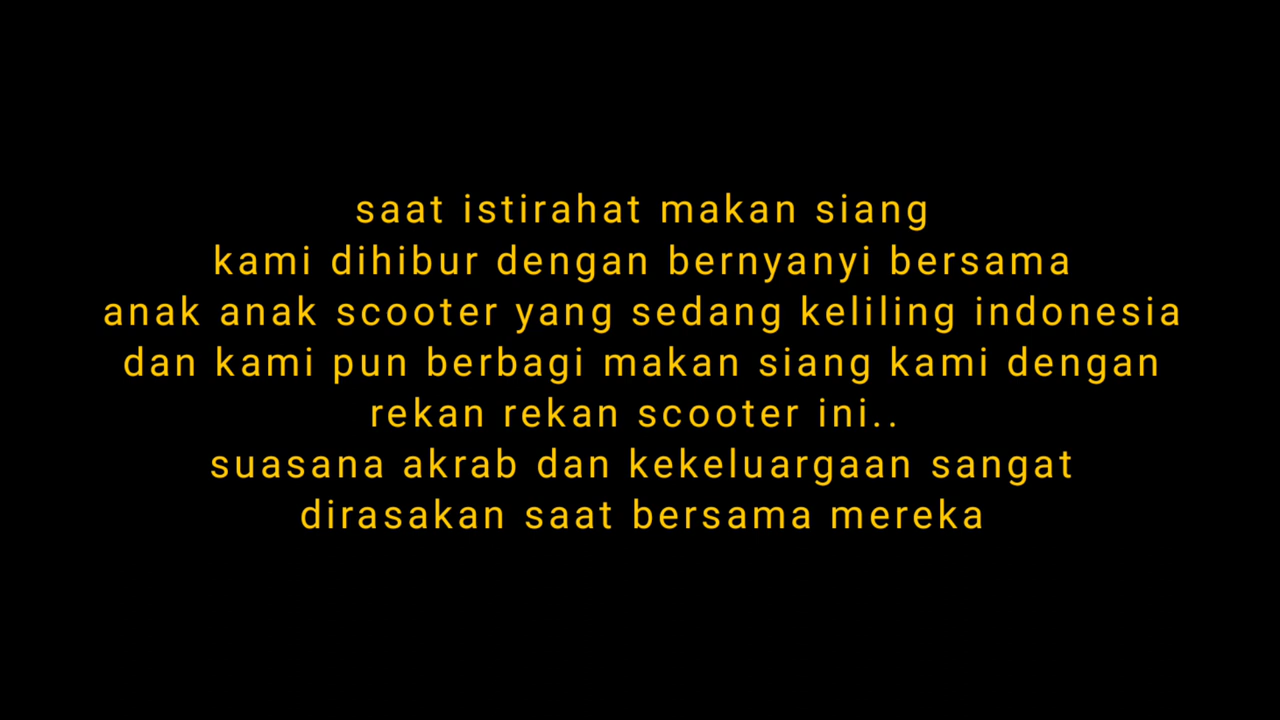 saat istirahat makan siang
kami dihibur dengan bernyanyi bersama
anak anak scooter yang sedang keliling indonesia
dan kami pun berbagi makan siang kami dengan
rekan rekan scooter ini..
suasana akrab dan kekeluargaan sangat
dirasakan saat bersama mereka